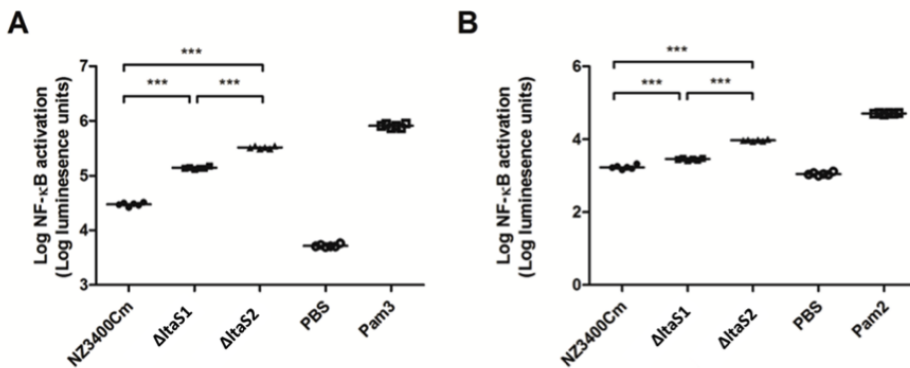 A
Log NF-κB activation
(Log luminesence units)
7
6
5
4
3
***
***
***
NZ3400Cm
ΔltaS1
ΔltaS2
PBS
Pam3
B
Log NF-κB activation
(Log luminesence units)
6
4
2
0
***
***
***
NZ3400Cm
ΔltaS1
ΔltaS2
PBS
Pam2